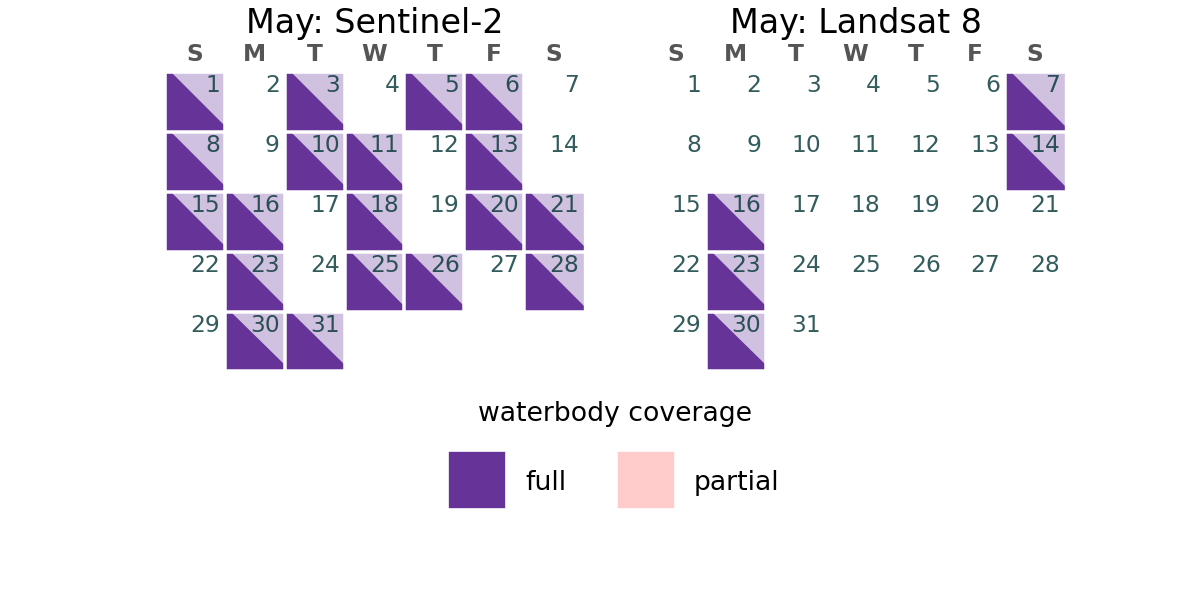 May: Sentinel-2
S M T W T F S
1 2 3 4 5 6 7
8 9 10 11 12 13 14
15 16 17 18 19 20 21
22 23 24 25 26 27 28
29 30 31
May: Landsat 8
S M T W T F S
1 2 3 4 5 6 7
8 9 10 11 12 13 14
15 16 17 18 19 20 21
22 23 24 25 26 27 28
29 30 31
waterbody coverage
full partial